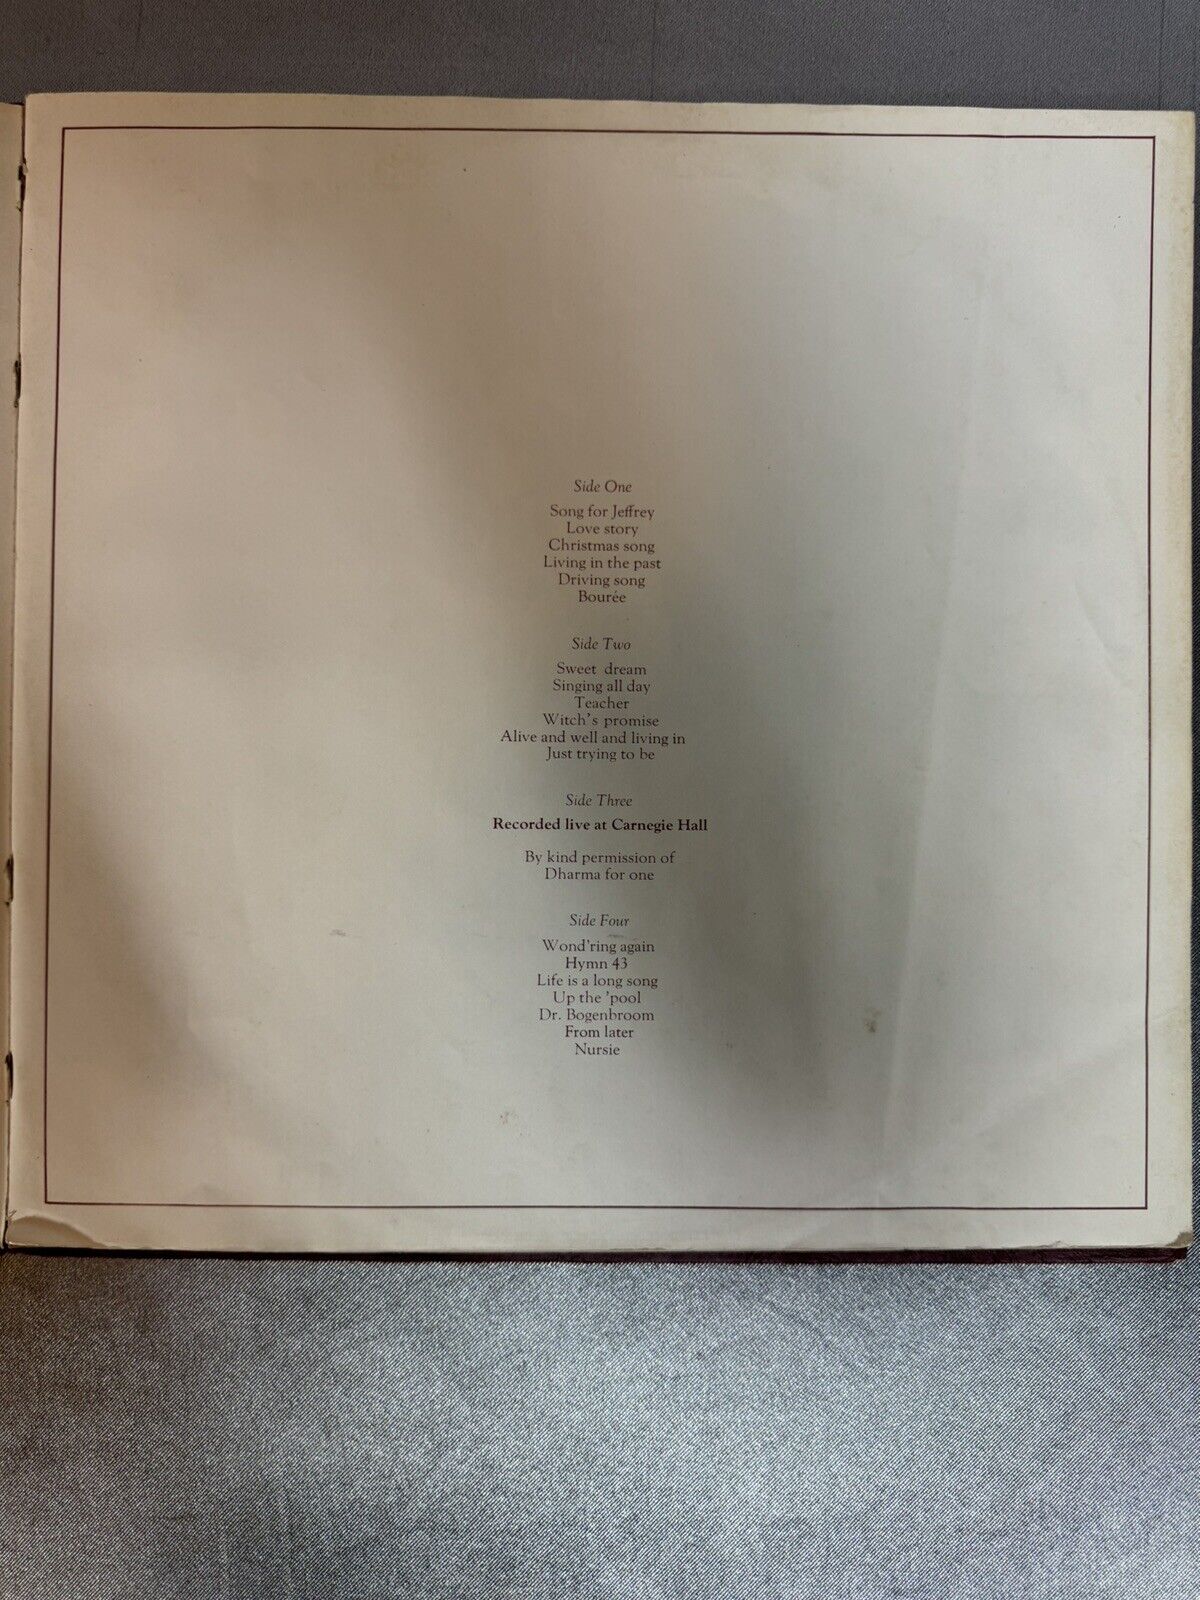 Side One
Song for Jeffrey
Love story
Christmas song
Living in the past
Driving song
Bourée
Side Two
Sweet dream
Singing all day
Teacher
Witch's promise
Alive and well and living in
Just trying to be
Side Three
Recorded live at Carnegie Hall
By kind permission of
Dharma for one
Side Four
Wond'ring again
Hymn 43
Life is a long song
Up the 'pool
Dr. Bogenbroom
From later
Nursie